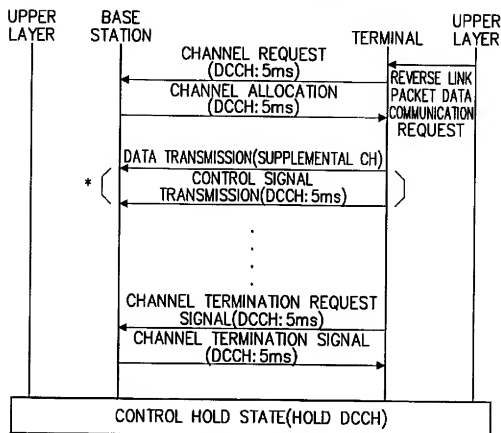 UPPER LAYER
BASE STATION
TERMINAL
UPPER LAYER
CHANNEL REQUEST
(DCCH: 5ms)
REVERSE LINK
PACKET DATA
COMMUNICATION
REQUEST
CHANNEL ALLOCATION
(DCCH: 5ms)
DATA TRANSMISSION(SUPPLEMENTAL CH)
*
CONTROL SIGNAL
TRANSMISSION(DCCH: 5ms)
CHANNEL TERMINATION REQUEST
SIGNAL(DCCH: 5ms)
CHANNEL TERMINATION SIGNAL
(DCCH: 5ms)
CONTROL HOLD STATE(HOLD DCCH)